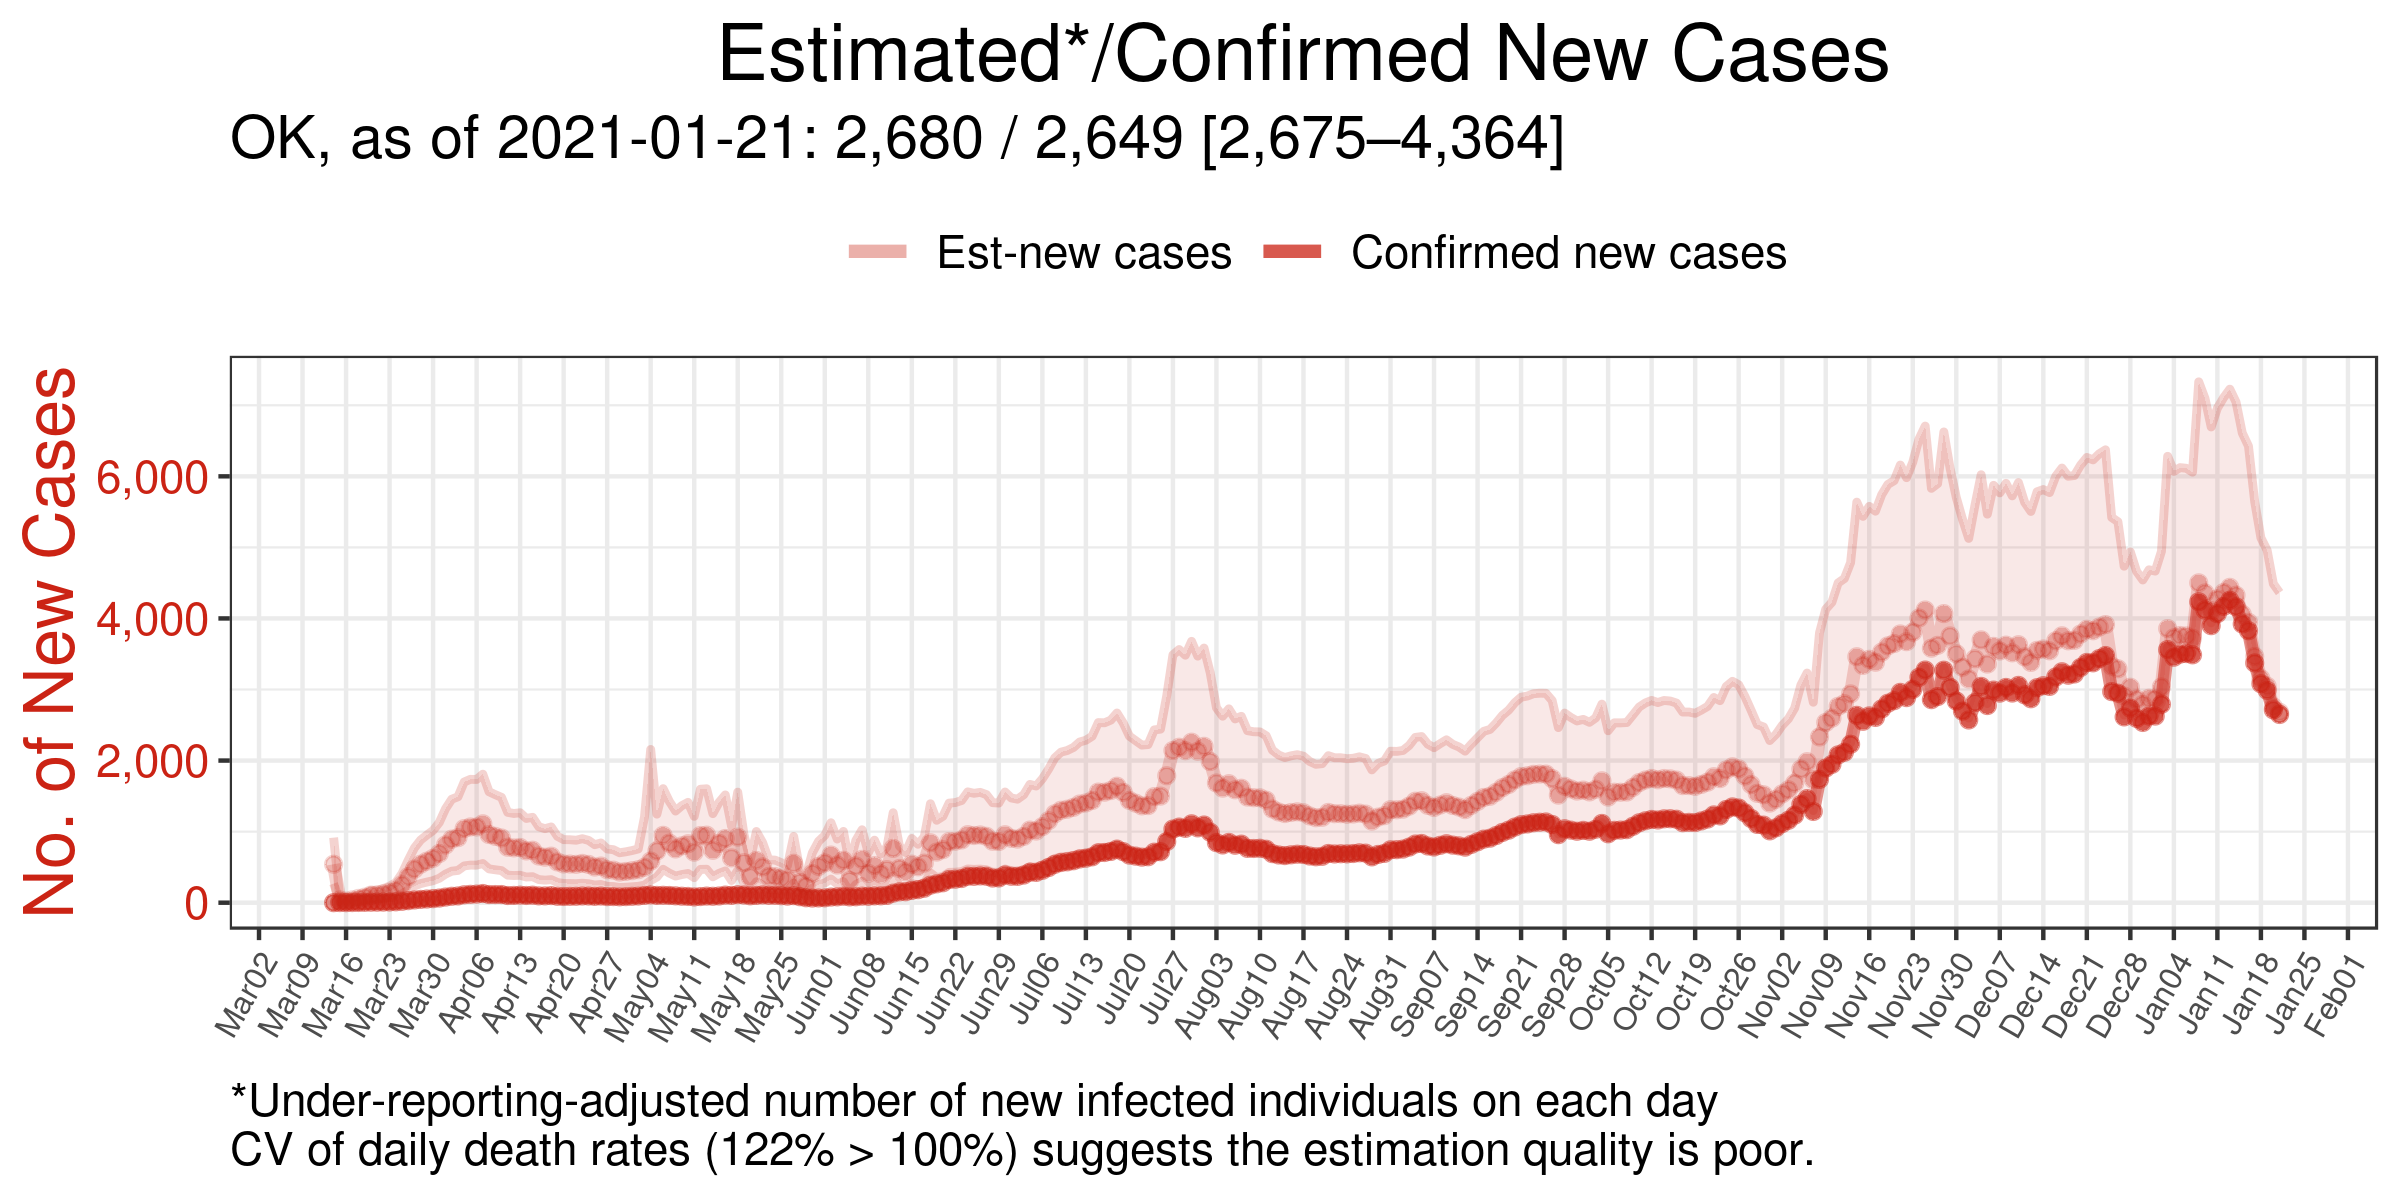 Estimated*/Confirmed New Cases
OK, as of 2021-01-21: 2,680 / 2,649 [2,675–4,364]
Est-new cases Confirmed new cases
No. of New Cases
6,000
4,000
2,000
0
Mar02 Mar09 Mar16 Mar23 Mar30 Apr06 Apr13 Apr20 Apr27 May04 May11 May18 May25 Jun01 Jun08 Jun15 Jun22 Jun29 Jul06 Jul13 Jul20 Jul27 Aug03 Aug10 Aug17 Aug24 Aug31 Sep07 Sep14 Sep21 Sep28 Oct05 Oct12 Oct19 Oct26 Nov02 Nov09 Nov16 Nov23 Nov30 Dec07 Dec14 Dec21 Dec28 Jan04 Jan11 Jan18 Jan25 Feb01
*Under-reporting-adjusted number of new infected individuals on each day
CV of daily death rates (122% > 100%) suggests the estimation quality is poor.